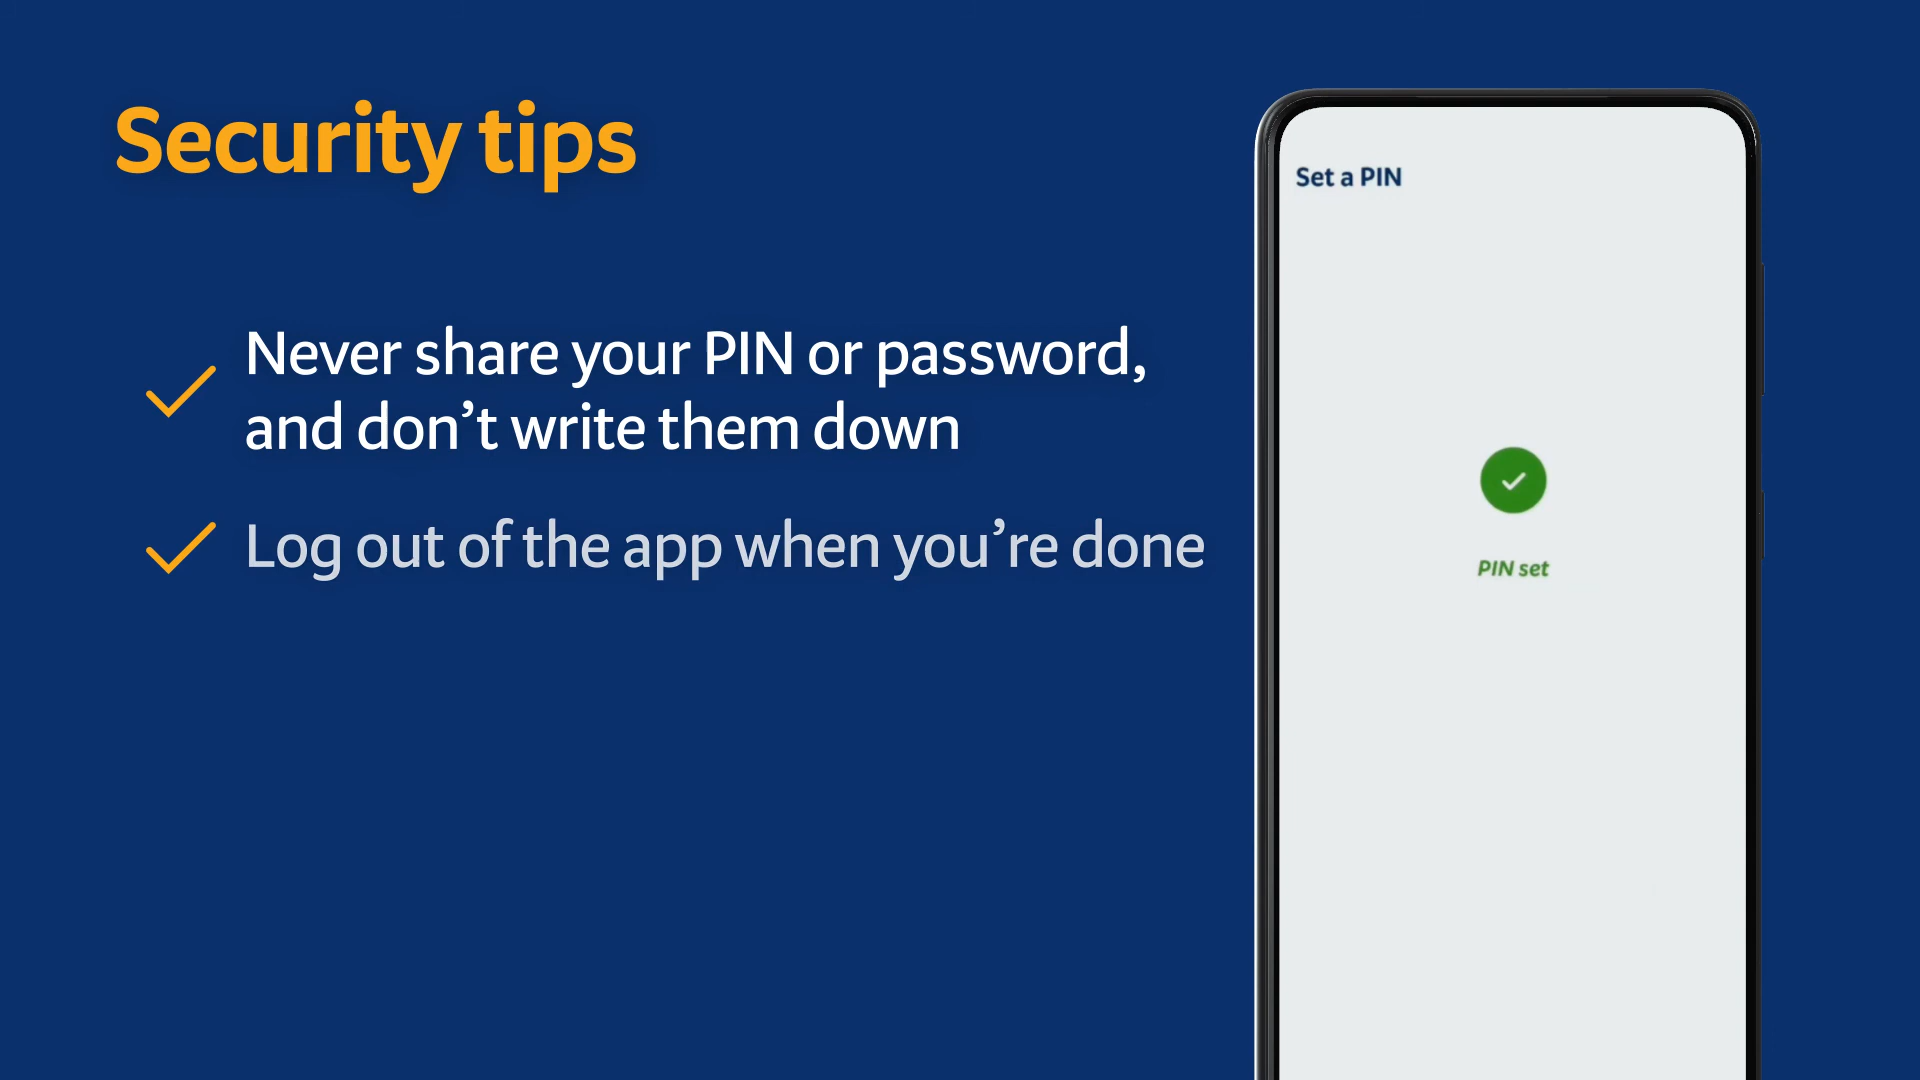 Security tips
Never share your PIN or password,
and don’t write them down
Log out of the app when you’re done
Set a PIN
PIN set